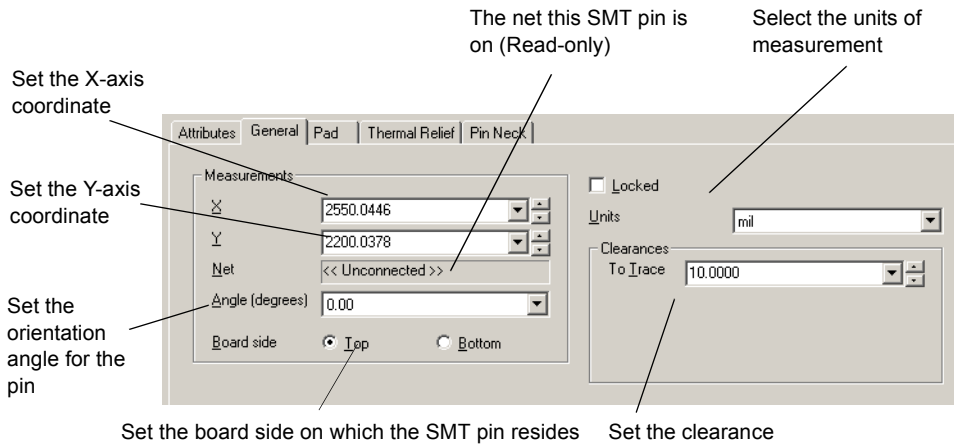 The net this SMT pin is
on (Read-only)
Select the units of
measurement
Set the X-axis
coordinate
Attributes General Pad Thermal Relief Pin Neck
Measurements
X 2550.0446
Locked
Set the Y-axis
coordinate
Units mil
Y 2200.0378
Clearances
Net << Unconnected >>
To Trace 10.0000
Angle (degrees) 0.00
Set the
orientation
angle for the
pin
Board side Top Bottom
Set the board side on which the SMT pin resides
Set the clearance